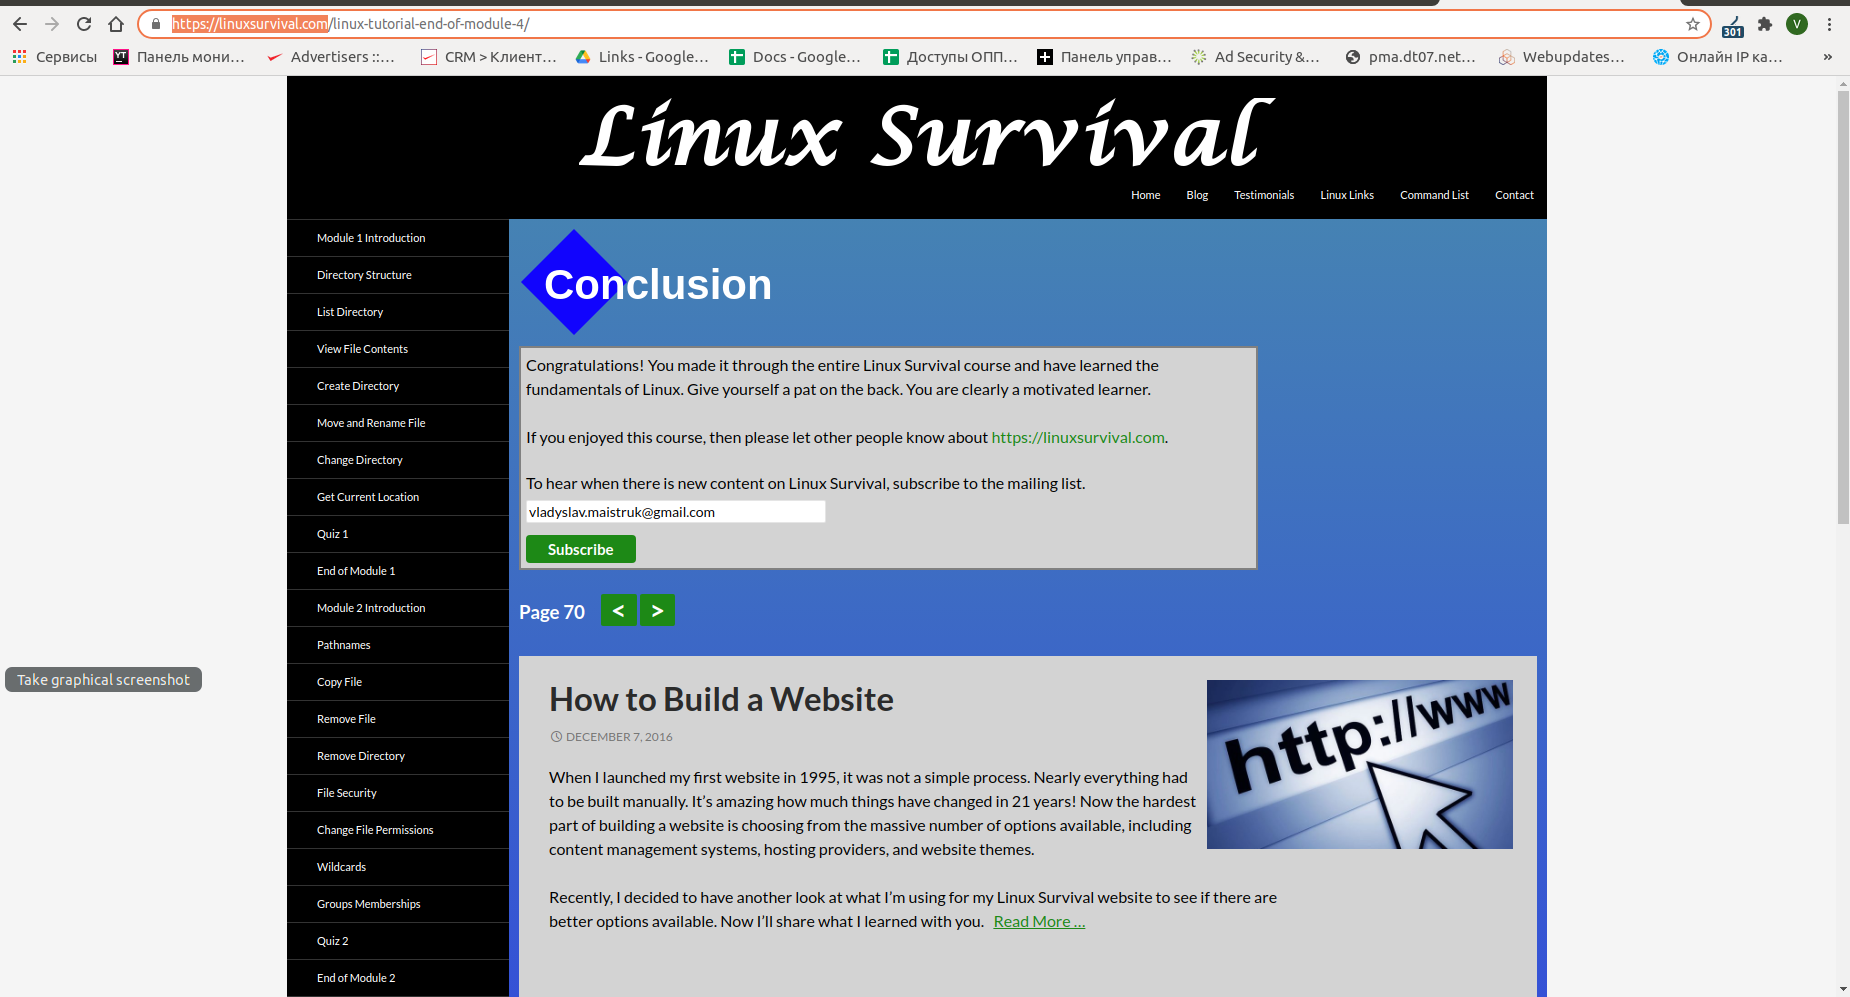 https://linuxsurvival.com/linux-tutorial-end-of-module-4/
301
V
Сервисы
YT
Панель мони...
Advertisers ::...
CRM > Клиент...
Links - Google...
Docs - Google...
Доступы ОПП...
Панель управ...
Ad Security &...
pma.dt07.net...
Webupdates...
Онлайн IP ка...
»
Linux Survival
Home
Blog
Testimonials
Linux Links
Command List
Contact
Module 1 Introduction
Directory Structure
List Directory
View File Contents
Create Directory
Move and Rename File
Change Directory
Get Current Location
Quiz 1
End of Module 1
Module 2 Introduction
Pathnames
Copy File
Remove File
Remove Directory
File Security
Change File Permissions
Wildcards
Groups Memberships
Quiz 2
End of Module 2
Take graphical screenshot
Conclusion
Congratulations! You made it through the entire Linux Survival course and have learned the
fundamentals of Linux. Give yourself a pat on the back. You are clearly a motivated learner.
If you enjoyed this course, then please let other people know about https://linuxsurvival.com.
To hear when there is new content on Linux Survival, subscribe to the mailing list.
vladyslav.maistruk@gmail.com
Subscribe
Page 70 < >
How to Build a Website
DECEMBER 7, 2016
http://www
When I launched my first website in 1995, it was not a simple process. Nearly everything had
to be built manually. It's amazing how much things have changed in 21 years! Now the hardest
part of building a website is choosing from the massive number of options available, including
content management systems, hosting providers, and website themes.
Recently, I decided to have another look at what I'm using for my Linux Survival website to see if there are
better options available. Now I'll share what I learned with you. Read More ...